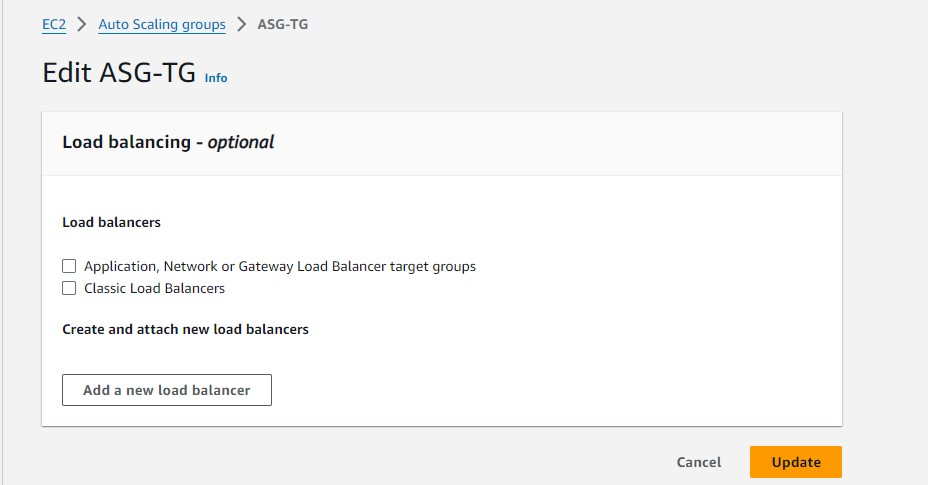 EC2 > Auto Scaling groups > ASG-TG
Edit ASG-TG Info
Load balancing - optional
Load balancers
Application, Network or Gateway Load Balancer target groups
Classic Load Balancers
Create and attach new load balancers
Add a new load balancer
Cancel Update